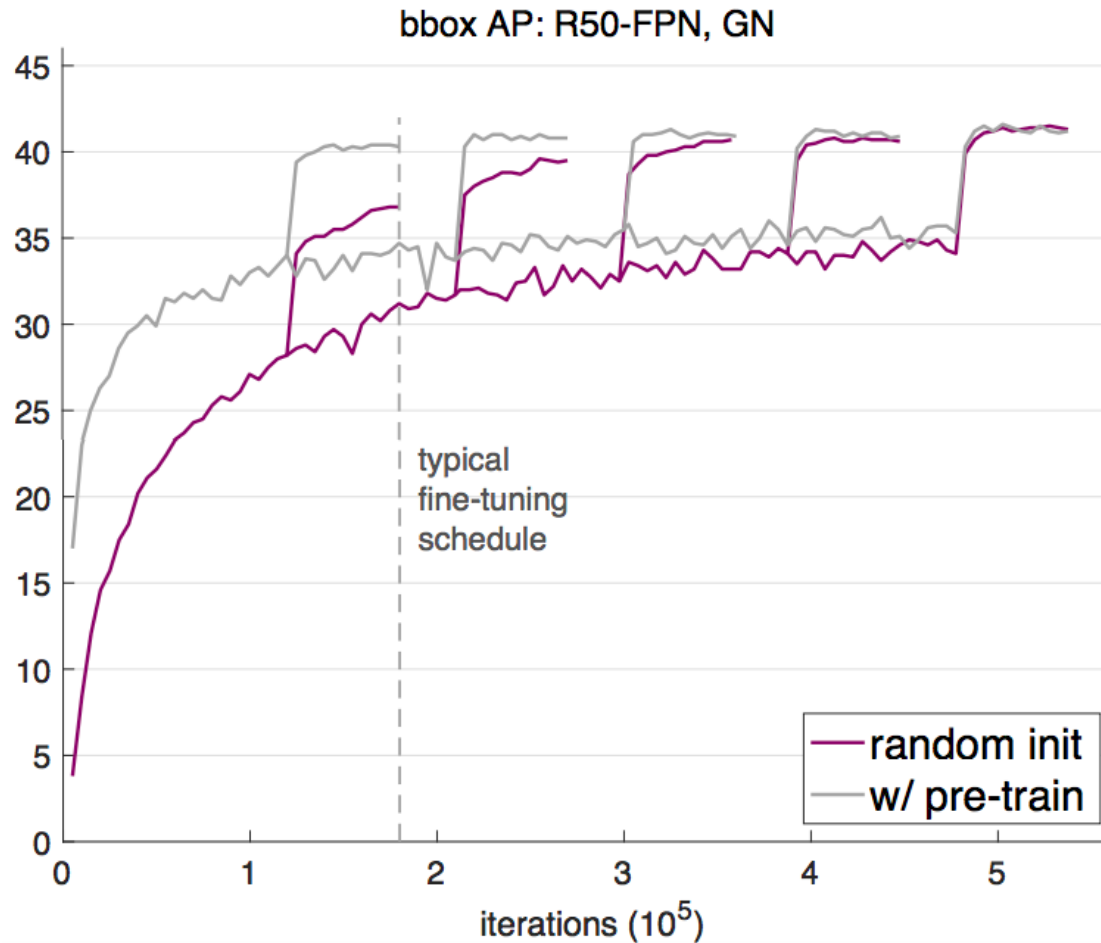 bbox AP: R50-FPN, GN
45
40
35
30
25
20
15
10
5
0
typical
fine-tuning
schedule
random init
w/ pre-train
0 1 2 3 4 5
iterations (10⁵)